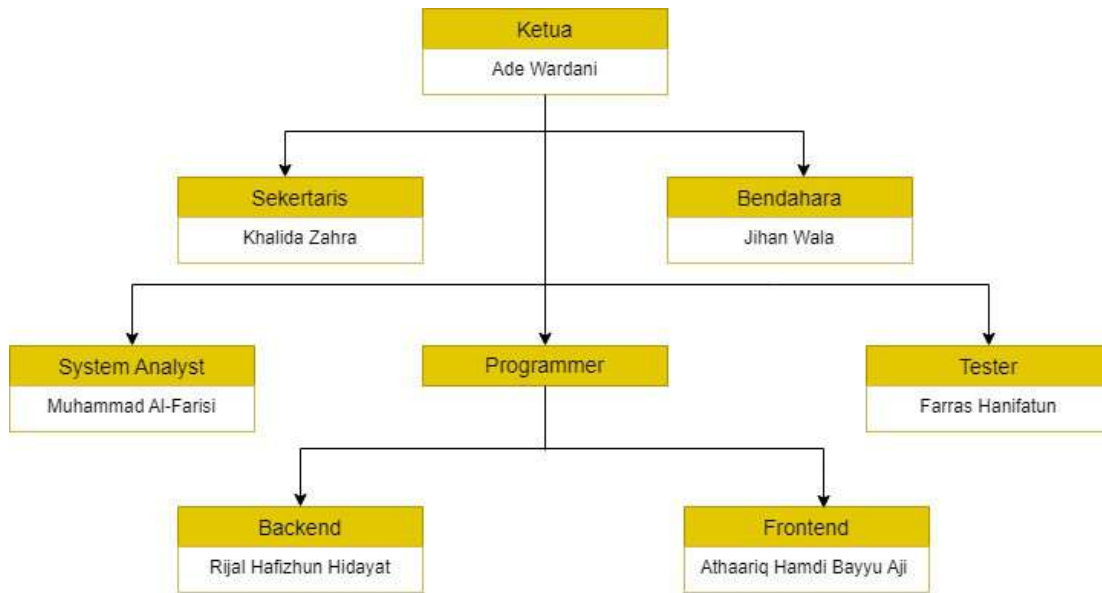 Ketua
Ade Wardani
Sekertaris
Khalida Zahra
Bendahara
Jihan Wala
System Analyst
Muhammad Al-Farisi
Programmer
Tester
Farras Hanifatun
Backend
Rijal Hafizhun Hidayat
Frontend
Athaariq Hamdi Bayyu Aji